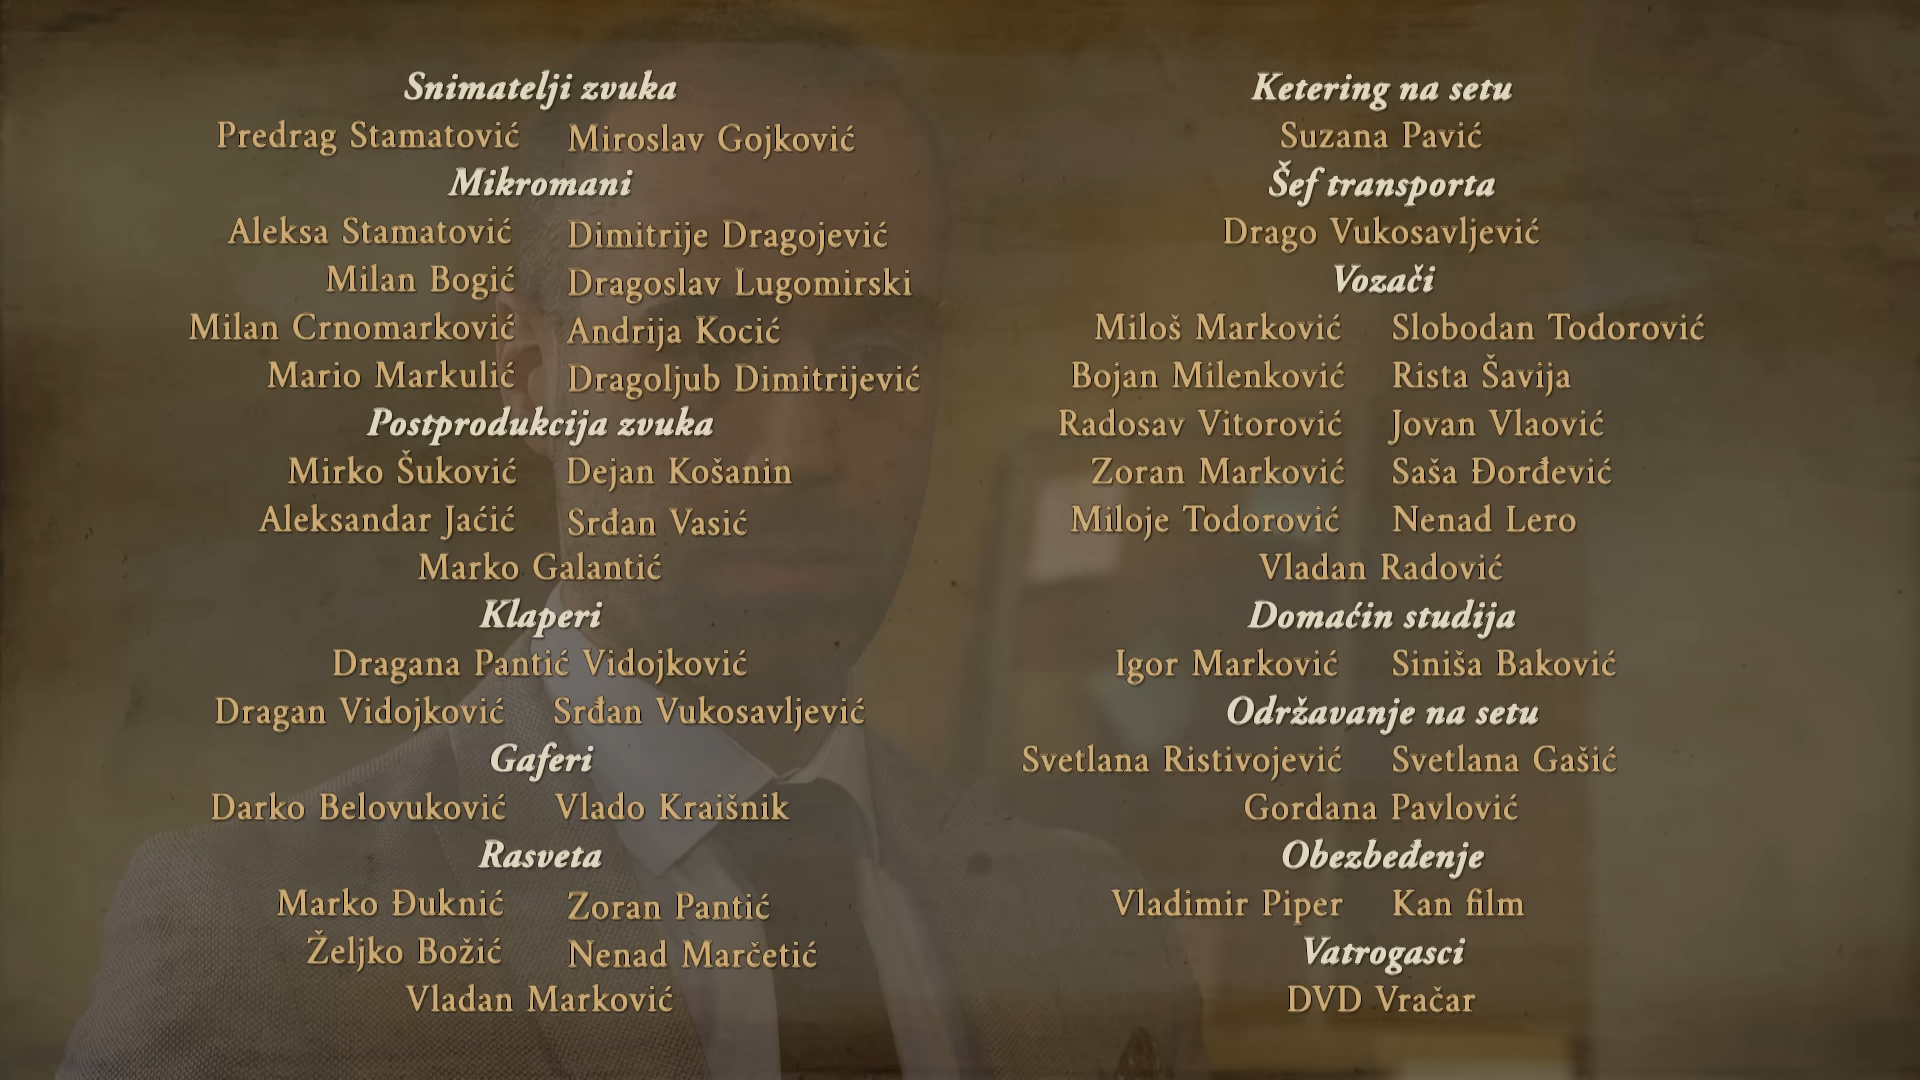 Snimatelji zvuka
Predrag Stamatović Miroslav Gojković
Mikromani
Aleksa Stamatović Dimitrije Dragojević
Milan Bogić Dragoslav Lugomirski
Milan Crnomarković Andrija Kocić
Mario Markulić Dragoljub Dimitrijević
Postprodukcija zvuka
Mirko Šuković Dejan Košanin
Aleksandar Jaćić Srđan Vasić
Marko Galantić
Klaperi
Dragana Pantić Vidojković
Dragan Vidojković Srđan Vukosavljević
Gaferi
Darko Belovuković Vlado Kraišnik
Rasveta
Marko Đuknić Zoran Pantić
Željko Božić Nenad Marčetić
Vladan Marković
Ketering na setu
Suzana Pavić
Šef transporta
Drago Vukosavljević
Vozači
Miloš Marković Slobodan Todorović
Bojan Milenković Rista Šavija
Radosav Vitorović Jovan Vlaović
Zoran Marković Saša Đorđević
Miloje Todorović Nenad Lero
Vladan Radović
Domaćin studija
Igor Marković Siniša Baković
Održavanje na setu
Svetlana Ristivojević Svetlana Gašić
Gordana Pavlović
Obezbeđenje
Vladimir Piper Kan film
Vatrogasci
DVD Vračar